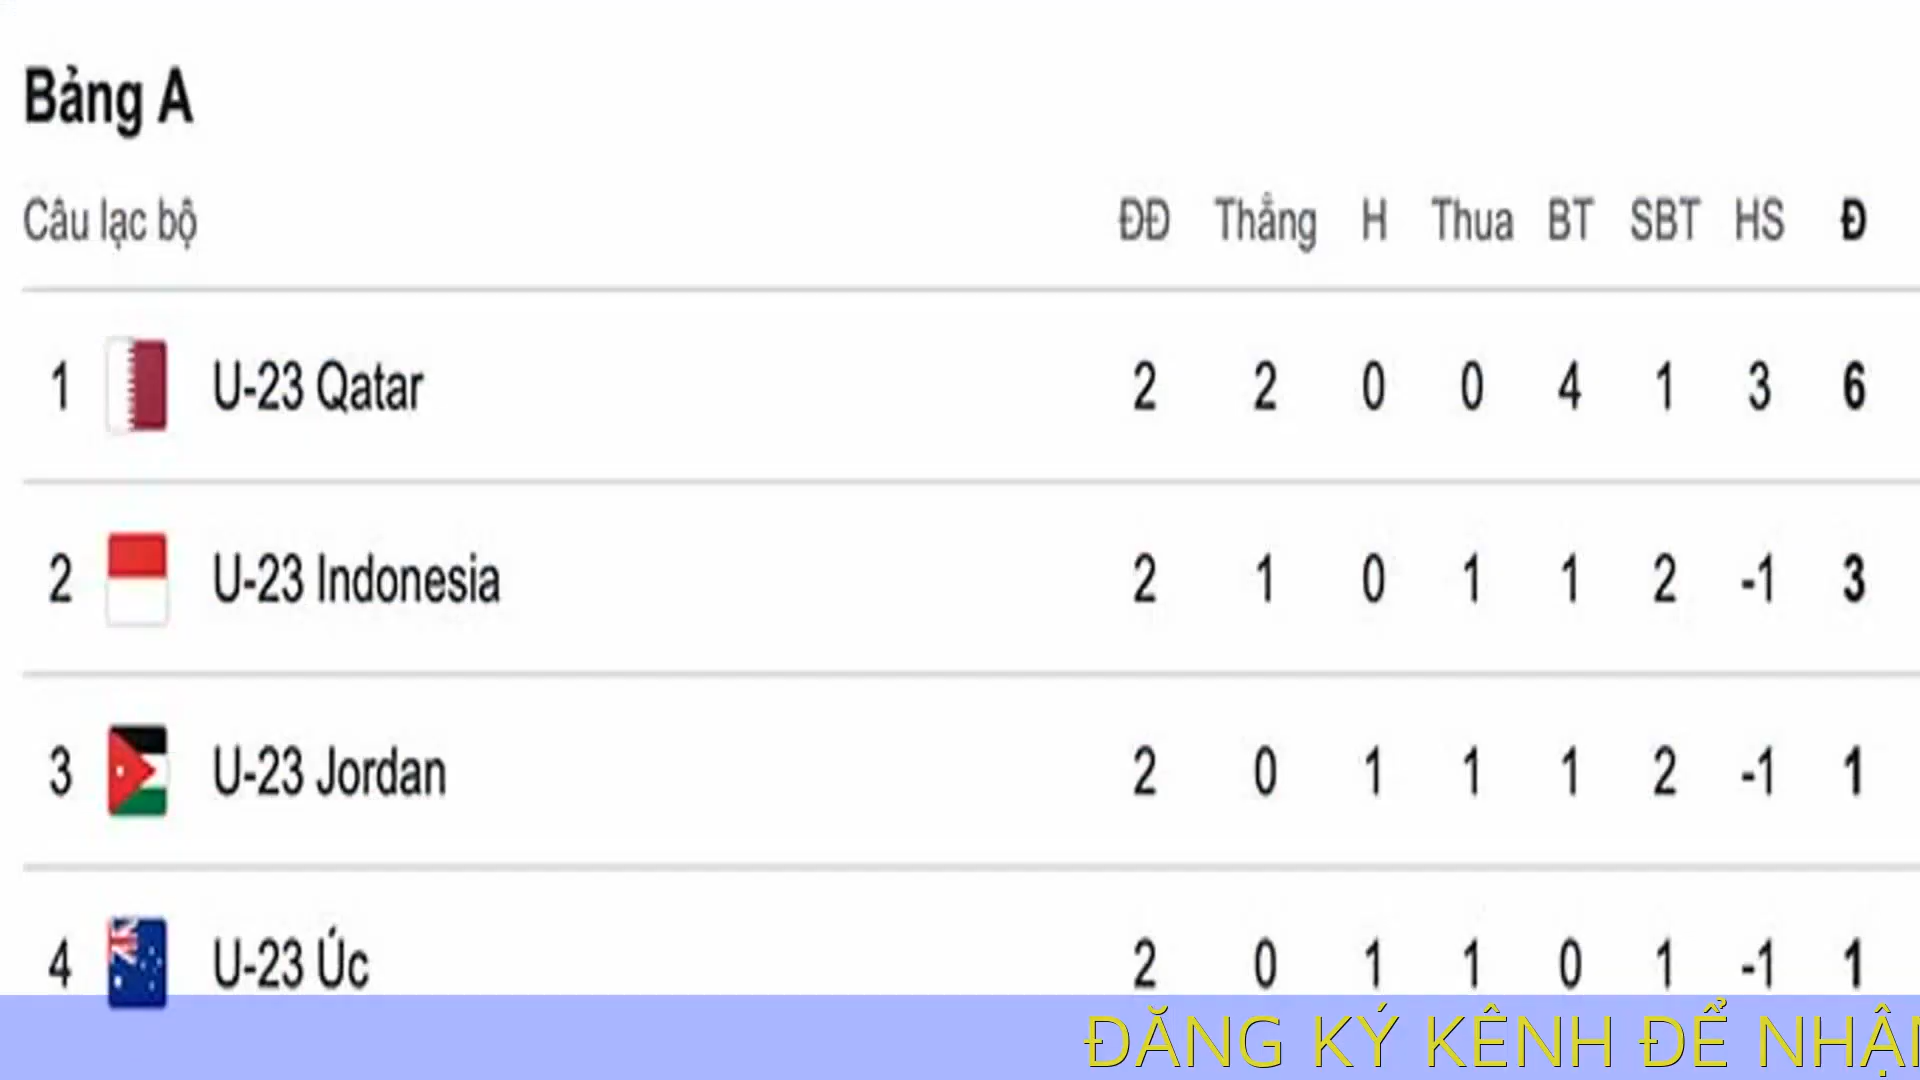 Bảng A
Câu lạc bộ ĐĐ Thắng H Thua BT SBT HS Đ
1 U-23 Qatar 2 2 0 0 4 1 3 6
2 U-23 Indonesia 2 1 0 1 1 2 -1 3
3 U-23 Jordan 2 0 1 1 1 2 -1 1
4 U-23 Úc 2 0 1 1 0 1 -1 1
ĐĂNG KÝ KÊNH ĐỂ NHẬN